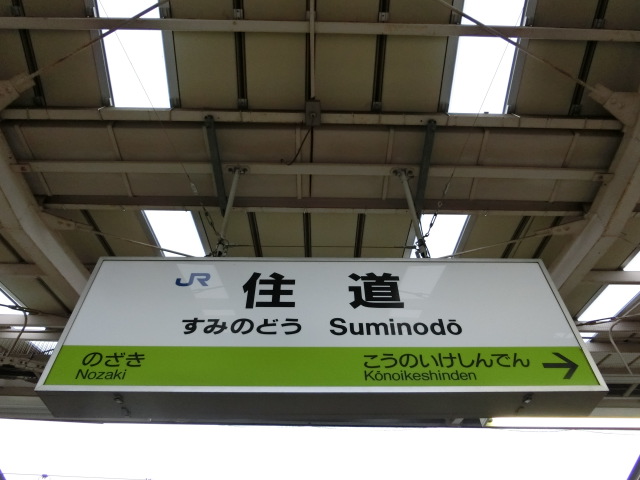 JR 住道
すみのどう Suminodō
のざき こうのいけしんでん →
Nozaki Kōnoikeshinden